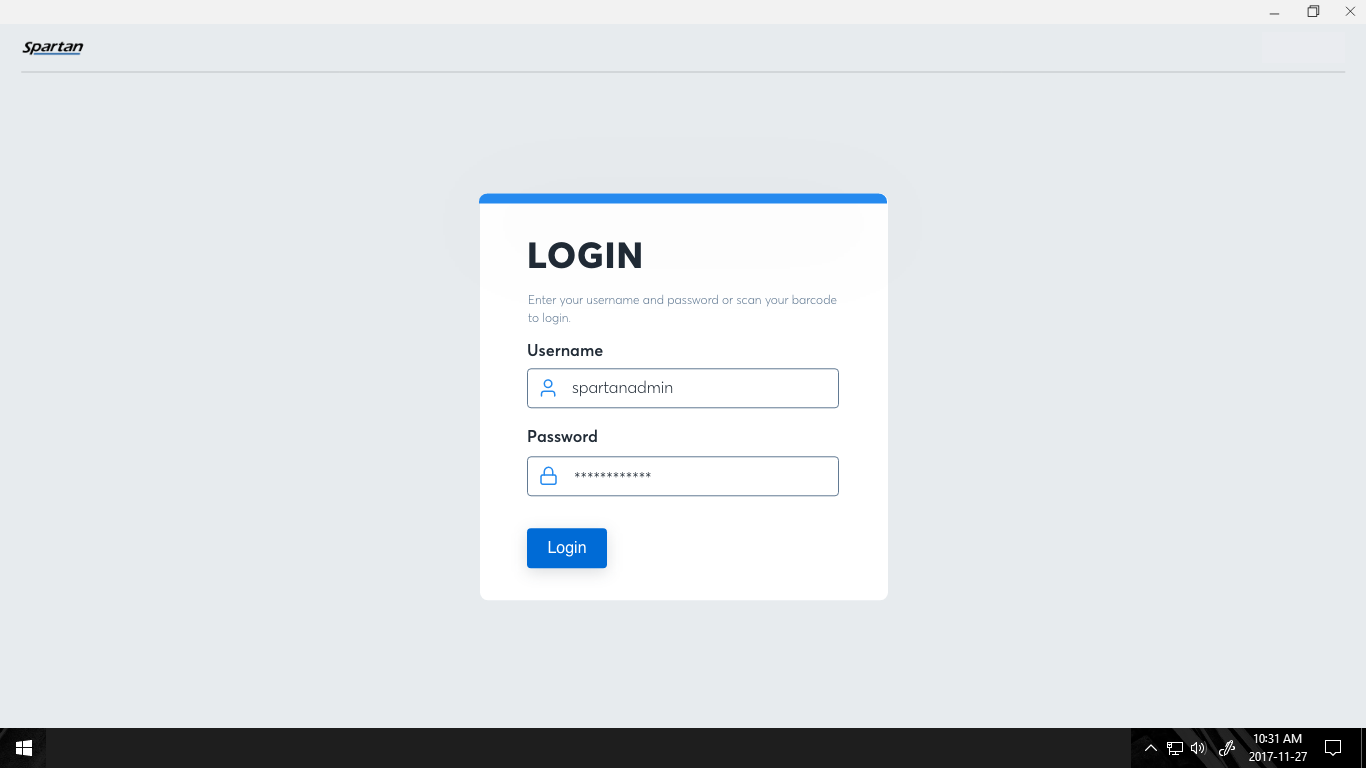 Spartan
LOGIN
Enter your username and password or scan your barcode
to login.
Username
spartanadmin
Password
************
Login
10:31 AM
2017-11-27